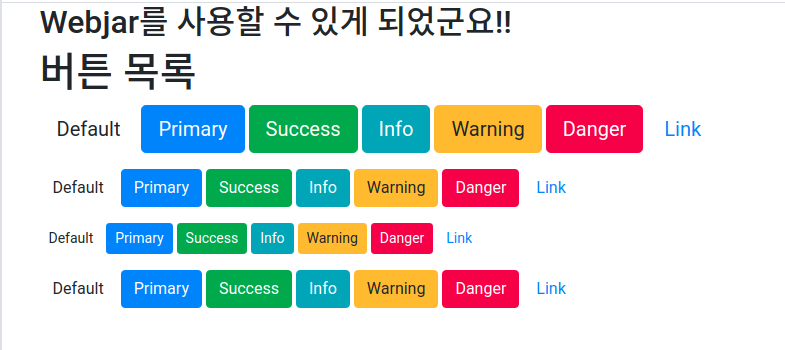 Webjar를 사용할 수 있게 되었군요!!
버튼 목록
Default Primary Success Info Warning Danger Link
Default Primary Success Info Warning Danger Link
Default Primary Success Info Warning Danger Link
Default Primary Success Info Warning Danger Link